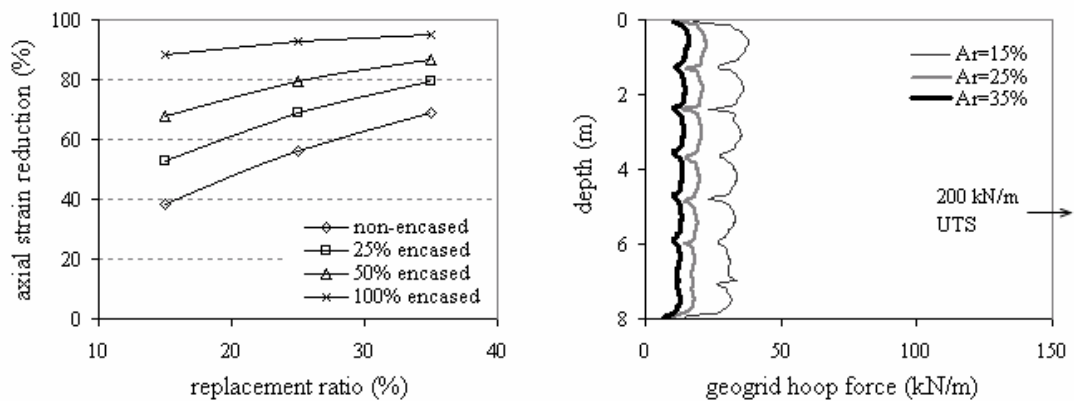 100
80
60
40
20
0
axial strain reduction (%)
non-encased
25% encased
50% encased
100% encased
10
20
30
40
replacement ratio (%)
0
2
4
6
8
depth (m)
Ar=15%
Ar=25%
Ar=35%
200 kN/m
UTS
0
50
100
150
geogrid hoop force (kN/m)